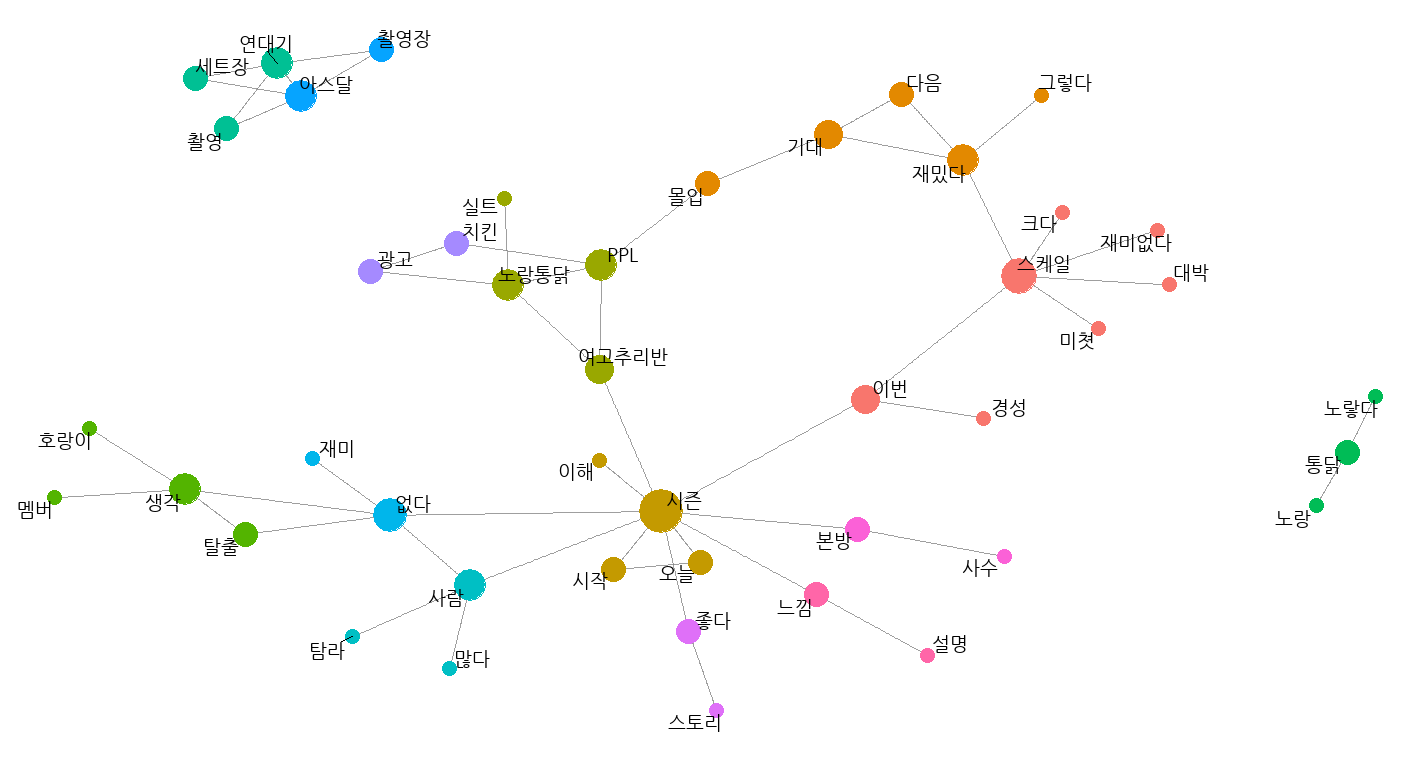 연대기
촬영장
세트장
아스달
촬영
다음
그렇다
기대
재밌다
몰입
실트
치킨
크다
재미없다
광고
노랑통닭
PPL
스케일
대박
미쳣
여고추리반
이번
경성
노랗다
호랑이
재미
이해
통닭
멤버
생각
없다
시즌
노랑
탈출
본방
사수
시작
오늘
사람
느낌
탐라
많다
좋다
설명
스토리